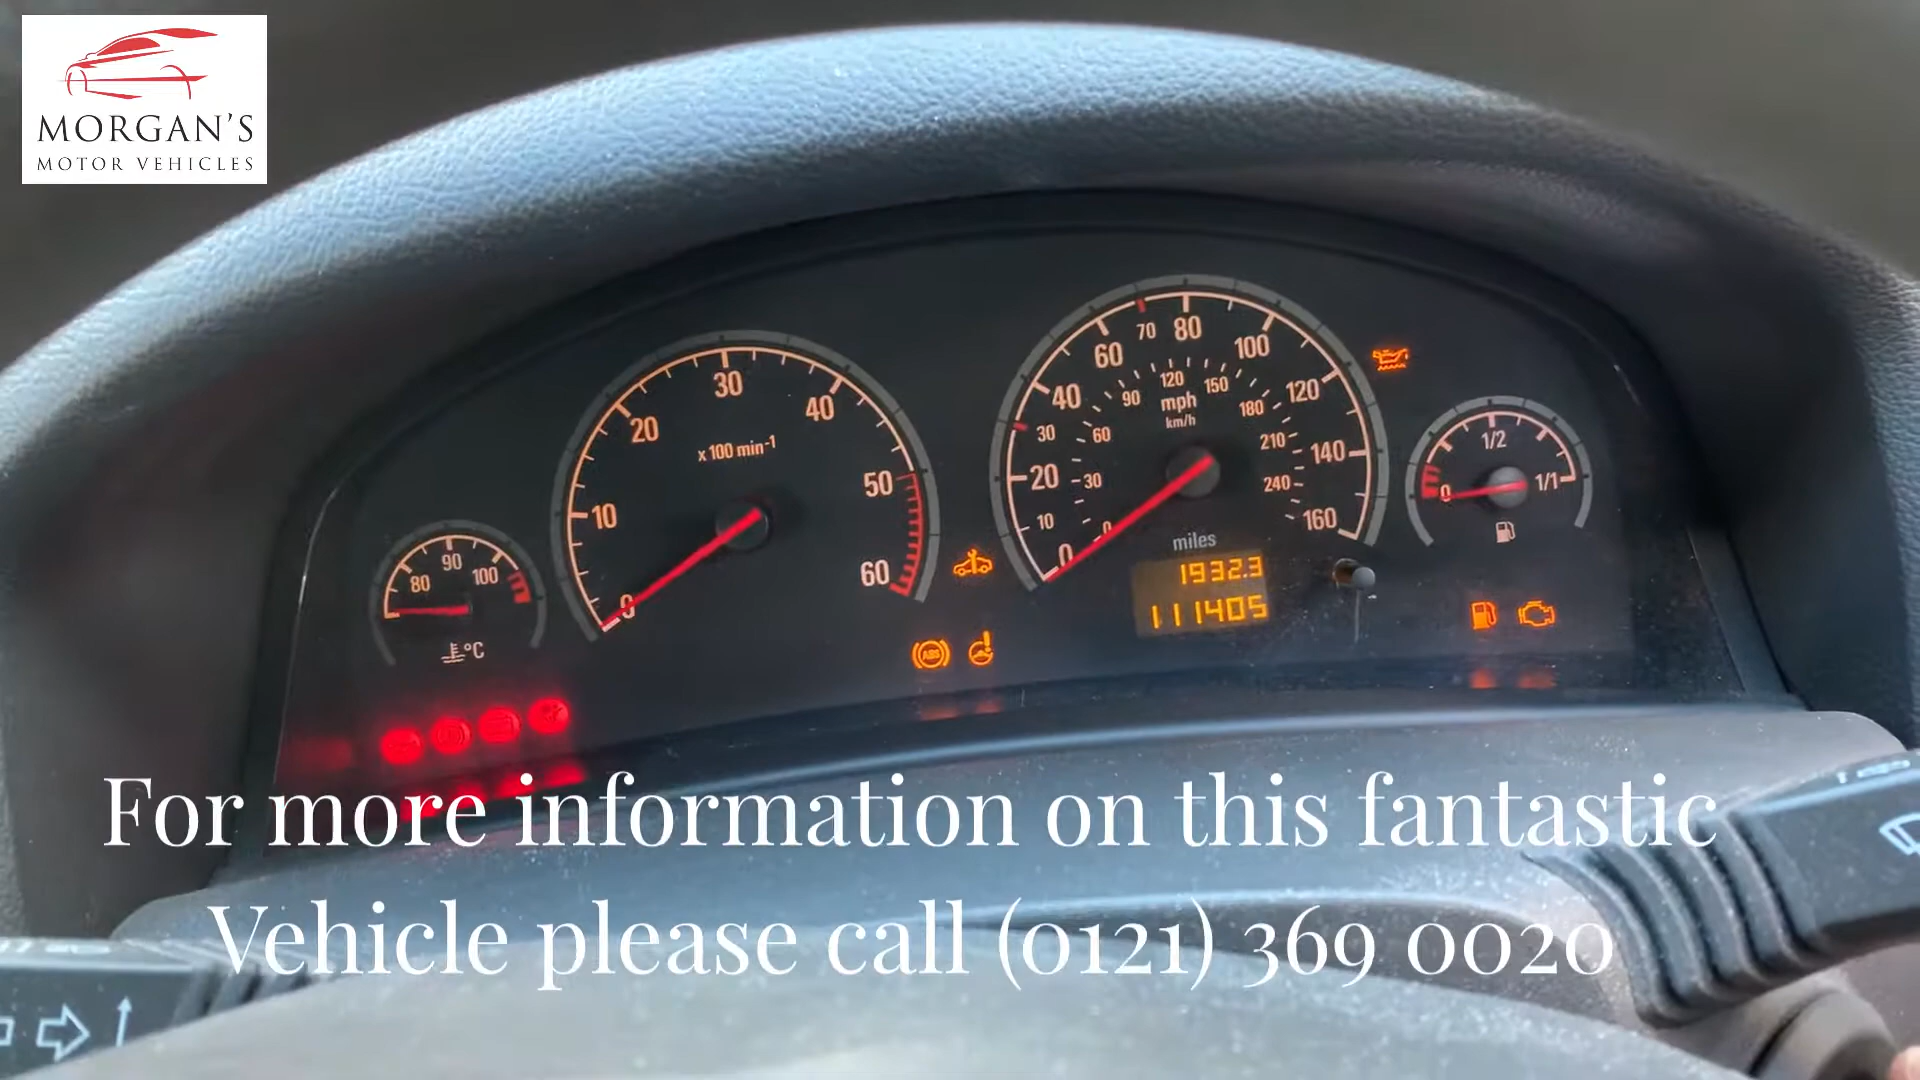 MORGAN'S
MOTOR VEHICLES
80 90 100
°C
0 10 20 30 40 50 60
x 100 min-1
0 10 20 30 40 60 70 80 100 120 140 160
0 30 60 90 120 150 180 210 240
mph
km/h
miles
1932.3
111405
ABS
0 1/2 1/1
For more information on this fantastic
Vehicle please call (0121) 369 0020